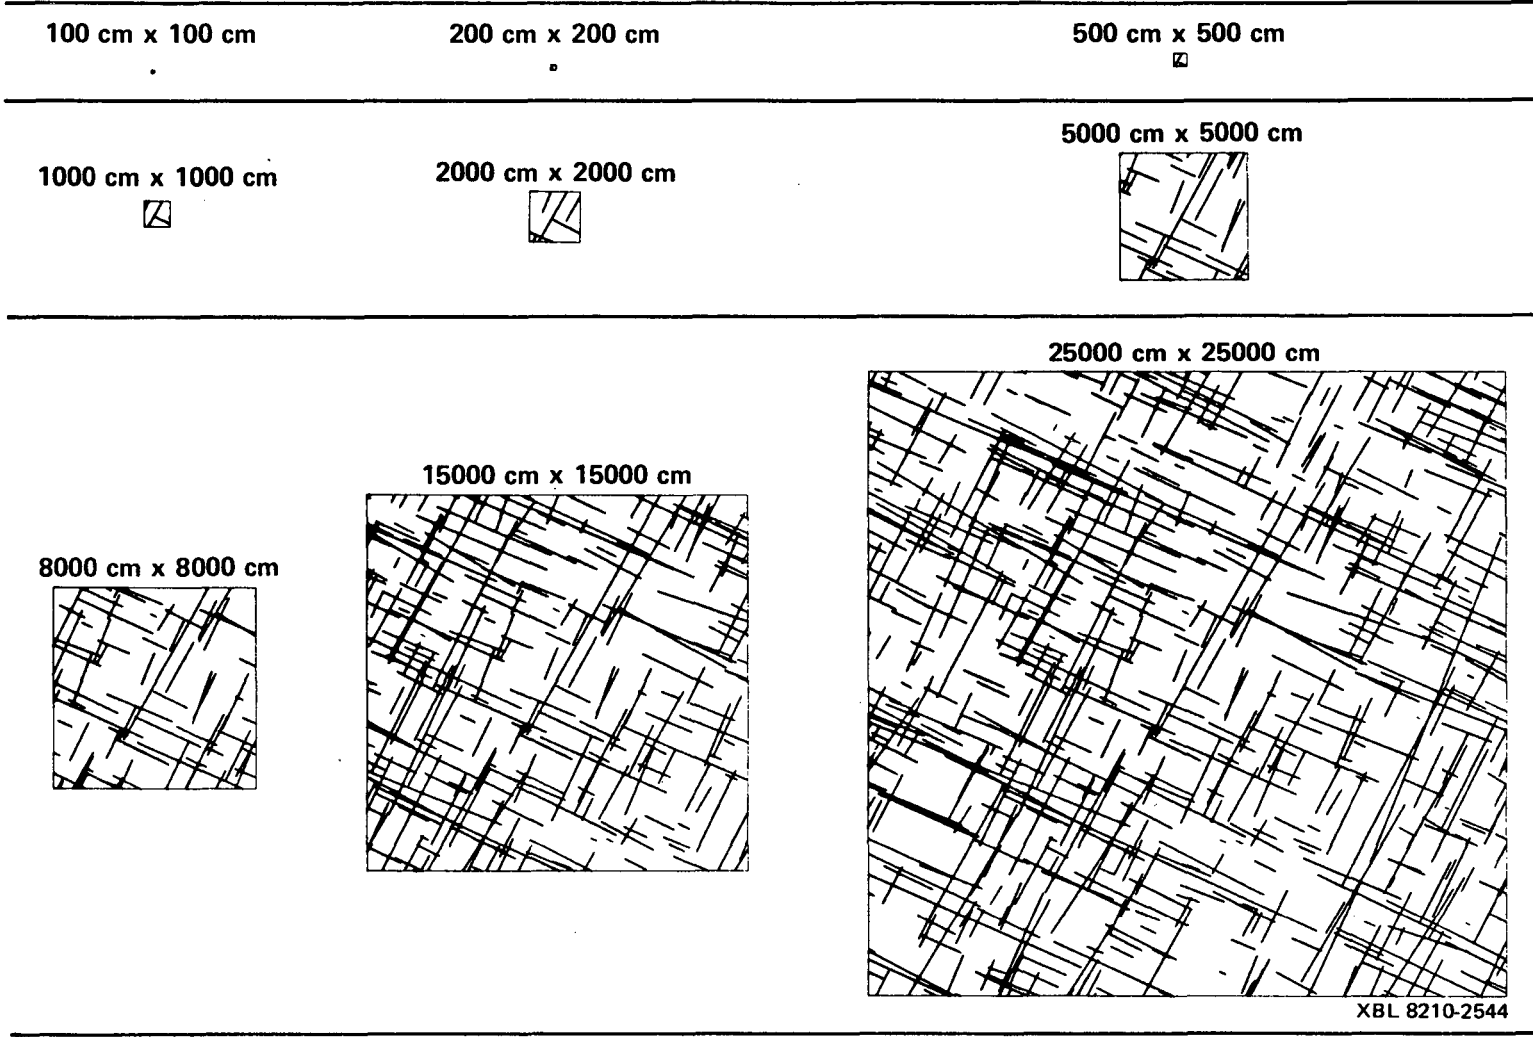 100 cm x 100 cm
200 cm x 200 cm
500 cm x 500 cm
1000 cm x 1000 cm
2000 cm x 2000 cm
5000 cm x 5000 cm
8000 cm x 8000 cm
15000 cm x 15000 cm
25000 cm x 25000 cm
XBL 8210-2544